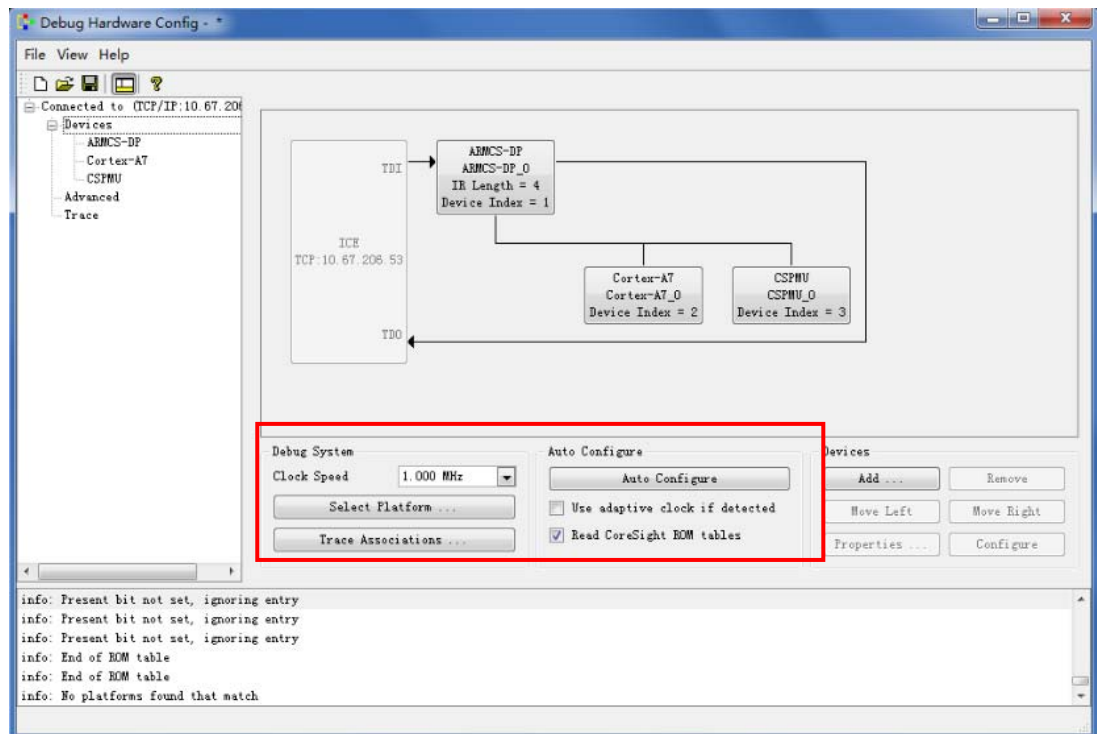 Debug Hardware Config - *
File View Help
Connected to (TCP/IP:10.67.20
Devices
ARMCS-DP
Cortex-A7
CSPMU
Advanced
Trace
TDI
ICE
TCP:10.67.206.53
TDO
ARMCS-DP
ARMCS-DP_0
IR Length = 4
Device Index = 1
Cortex-A7
Cortex-A7_0
Device Index = 2
CSPMU
CSPMU_0
Device Index = 3
Debug System
Clock Speed 1.000 MHz
Select Platform ...
Trace Associations ...
Auto Configure
Auto Configure
Use adaptive clock if detected
Read CoreSight ROM tables
Devices
Add ... Remove
Move Left Move Right
Properties ... Configure
info: Present bit not set, ignoring entry
info: Present bit not set, ignoring entry
info: Present bit not set, ignoring entry
info: End of ROM table
info: End of ROM table
info: No platforms found that match